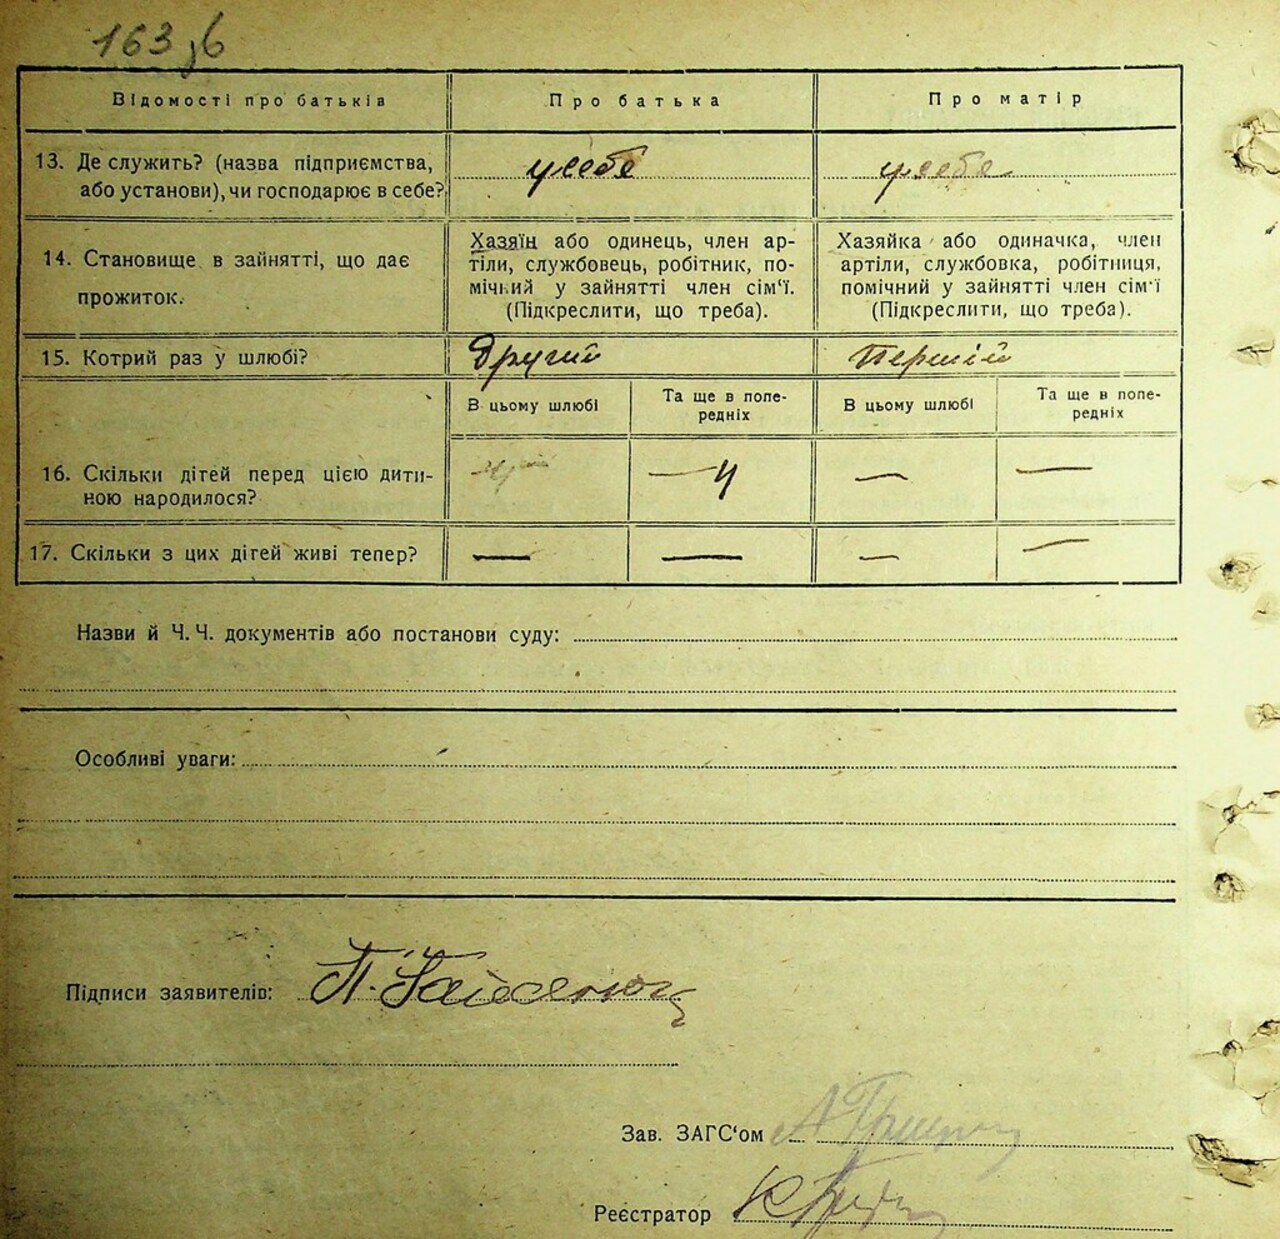 163 зв
Відомості про батьків
Про батька
Про матір
13. Де служить? (назва підприємства,
або установи), чи господарює в себе?
у себе
у себе
14. Становище в зайнятті, що дає
прожиток.
Хазяїн або одинець, член ар-
тіли, службовець, робітник, по-
мічний у зайнятті член сім'ї.
(Підкреслити, що треба).
Хазяйка або одиначка, член
артіли, службовка, робітниця,
помічний у зайнятті член сім'ї
(Підкреслити, що треба).
15. Котрий раз у шлюбі?
Другий
Першій
В цьому шлюбі
Та ще в попе-
редніх
В цьому шлюбі
Та ще в попе-
редніх
16. Скільки дітей перед цією дити-
ною народилося?
— 4
—
—
17. Скільки з цих дітей живі тепер?
—
—
—
—
Назви й Ч. Ч. документів або постанови суду:
Особливі уваги:
Підписи заявителів: П.
Зав. ЗАГС'ом А
Реєстратор К